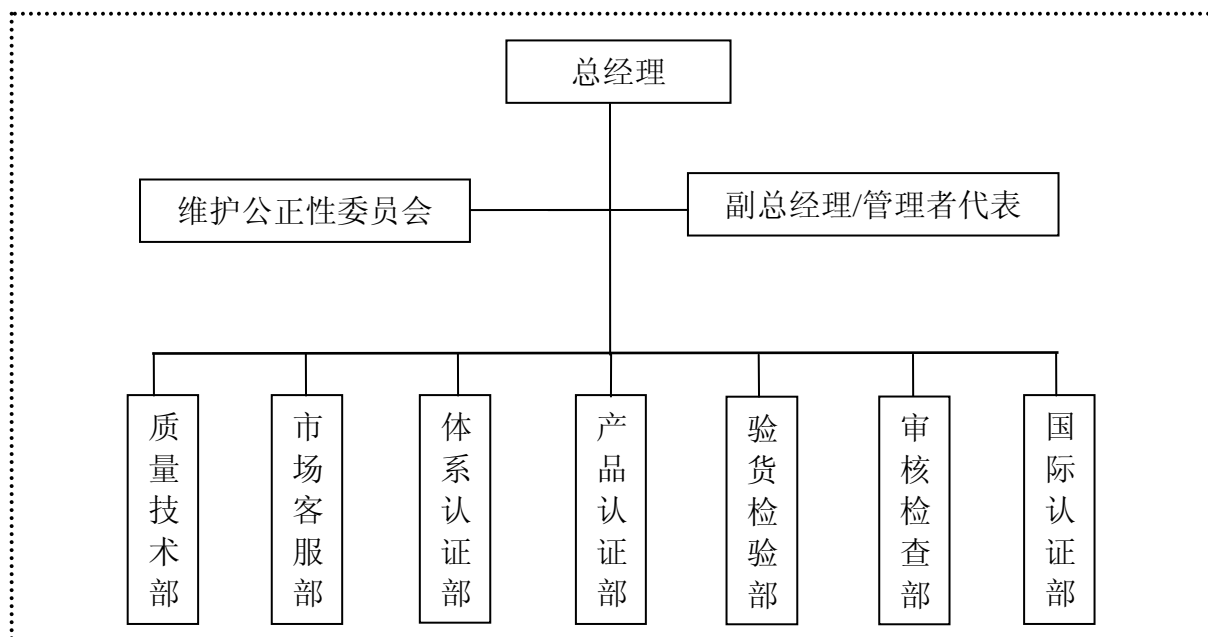 总经理
维护公正性委员会
副总经理/管理者代表
质量技术部
市场客服部
体系认证部
产品认证部
验货检验部
审核检查部
国际认证部